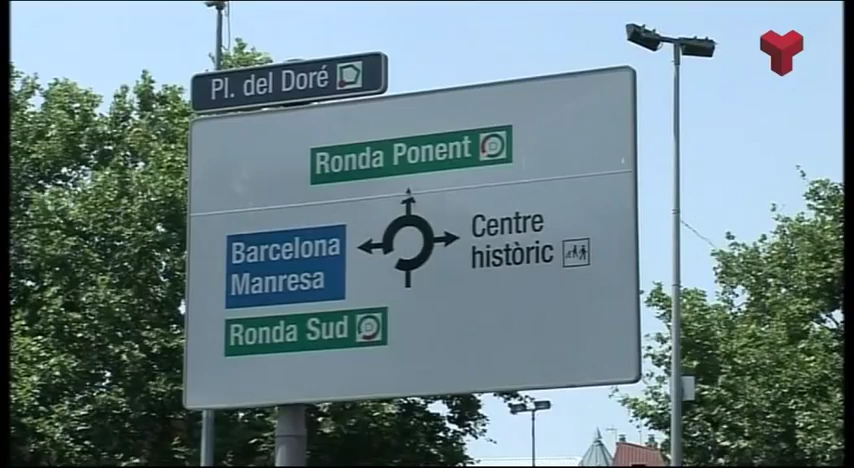 Pl. del Doré
Ronda Ponent
Barcelona
Manresa
Centre
històric
Ronda Sud